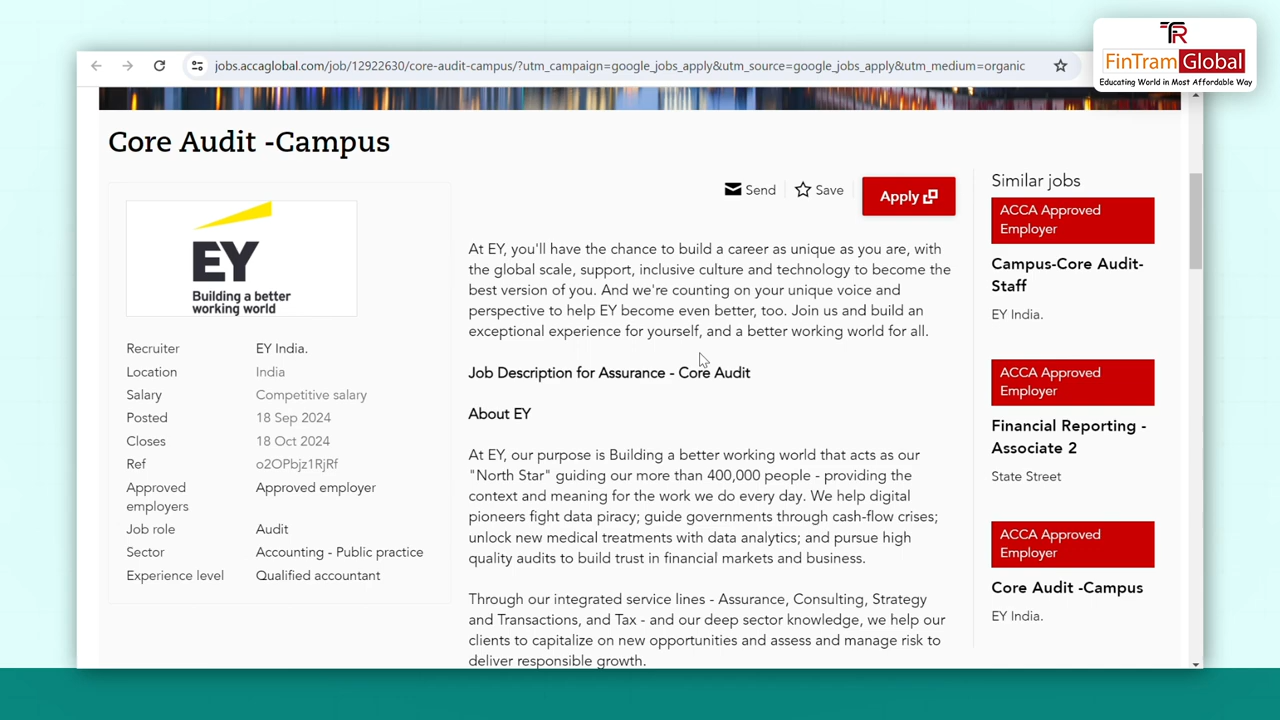 FinTram Global
Educating World in Most Affordable Way
jobs.accaglobal.com/job/12922630/core-audit-campus/?utm_campaign=google_jobs_apply&utm_source=google_jobs_apply&utm_medium=organic
Core Audit -Campus
EY
Building a better
working world
Recruiter EY India.
Location India
Salary Competitive salary
Posted 18 Sep 2024
Closes 18 Oct 2024
Ref o2OPbjz1RjRf
Approved employers Approved employer
Job role Audit
Sector Accounting - Public practice
Experience level Qualified accountant
Send Save Apply
At EY, you'll have the chance to build a career as unique as you are, with
the global scale, support, inclusive culture and technology to become the
best version of you. And we're counting on your unique voice and
perspective to help EY become even better, too. Join us and build an
exceptional experience for yourself, and a better working world for all.
Job Description for Assurance - Core Audit
About EY
At EY, our purpose is Building a better working world that acts as our
"North Star" guiding our more than 400,000 people - providing the
context and meaning for the work we do every day. We help digital
pioneers fight data piracy; guide governments through cash-flow crises;
unlock new medical treatments with data analytics; and pursue high
quality audits to build trust in financial markets and business.
Through our integrated service lines - Assurance, Consulting, Strategy
and Transactions, and Tax - and our deep sector knowledge, we help our
clients to capitalize on new opportunities and assess and manage risk to
deliver responsible growth.
Similar jobs
ACCA Approved
Employer
Campus-Core Audit-
Staff
EY India.
ACCA Approved
Employer
Financial Reporting -
Associate 2
State Street
ACCA Approved
Employer
Core Audit -Campus
EY India.